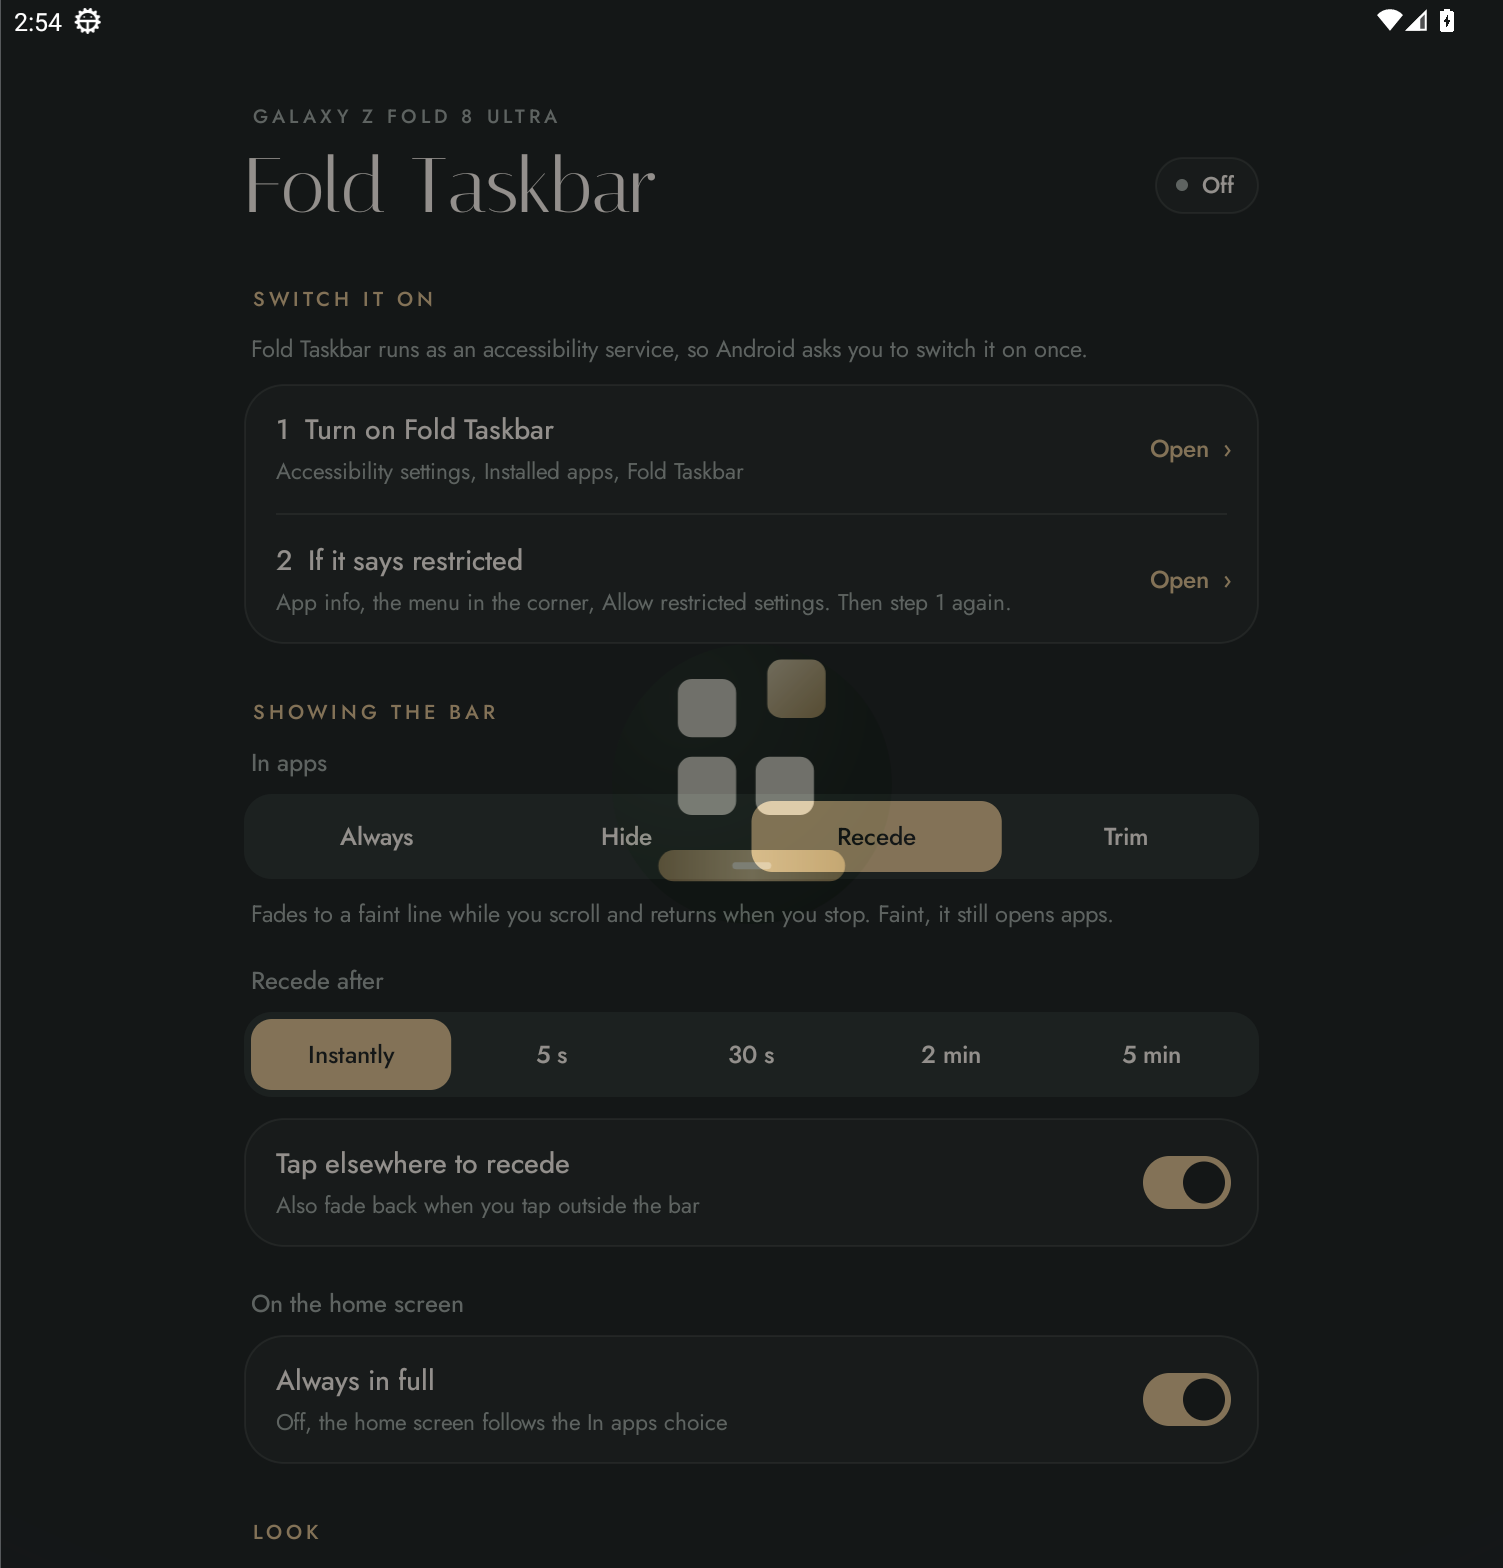 2:54
GALAXY Z FOLD 8 ULTRA
Fold Taskbar
Off
SWITCH IT ON
Fold Taskbar runs as an accessibility service, so Android asks you to switch it on once.
1 Turn on Fold Taskbar
Accessibility settings, Installed apps, Fold Taskbar
Open ›
2 If it says restricted
App info, the menu in the corner, Allow restricted settings. Then step 1 again.
Open ›
SHOWING THE BAR
In apps
Always Hide Recede Trim
Fades to a faint line while you scroll and returns when you stop. Faint, it still opens apps.
Recede after
Instantly 5 s 30 s 2 min 5 min
Tap elsewhere to recede
Also fade back when you tap outside the bar
On the home screen
Always in full
Off, the home screen follows the In apps choice
LOOK